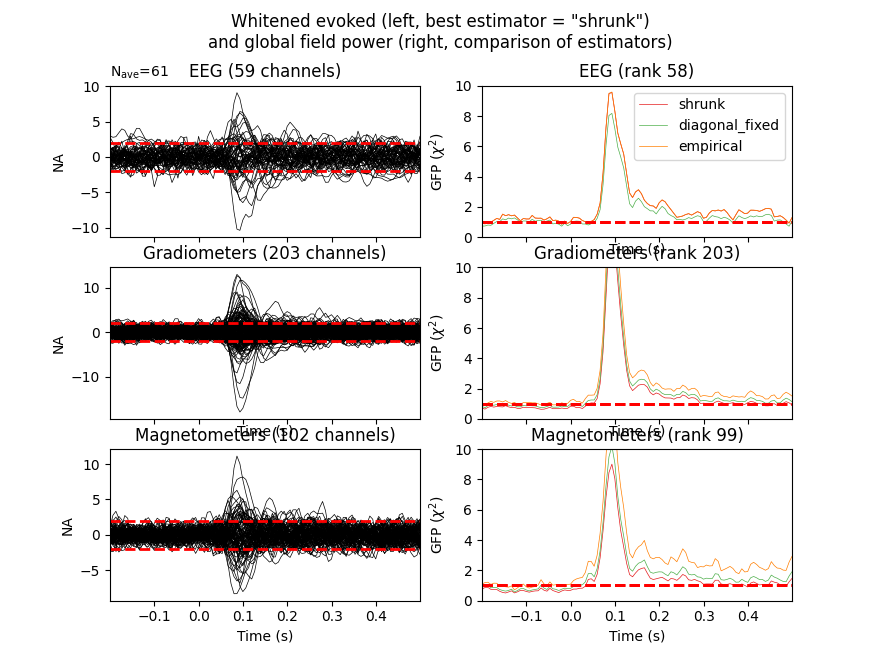 Whitened evoked (left, best estimator = "shrunk")
and global field power (right, comparison of estimators)
Nave=61
EEG (59 channels)
10
5
0
−5
−10
NA
EEG (rank 58)
10
8
6
4
2
0
GFP (χ²)
shrunk
diagonal_fixed
empirical
Time (s)
Gradiometers (203 channels)
10
0
−10
NA
Time (s)
Gradiometers (rank 203)
10
8
6
4
2
0
GFP (χ²)
Time (s)
Magnetometers (102 channels)
10
5
0
−5
NA
−0.1 0.0 0.1 0.2 0.3 0.4
Time (s)
Magnetometers (rank 99)
10
8
6
4
2
0
GFP (χ²)
−0.1 0.0 0.1 0.2 0.3 0.4
Time (s)